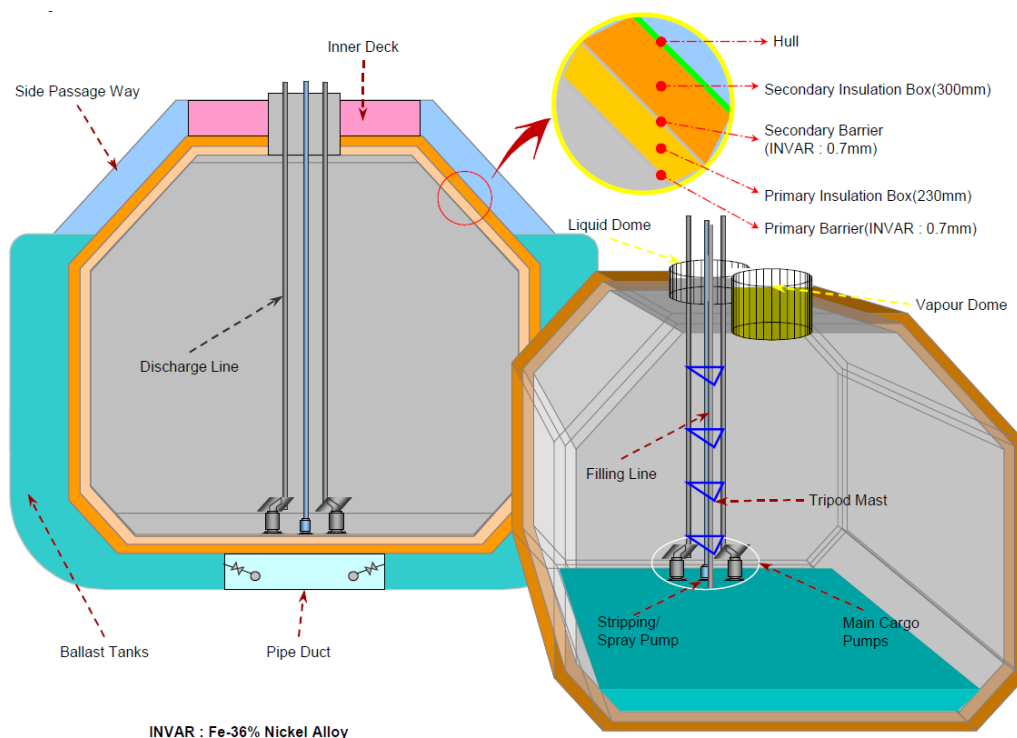 Inner Deck
Side Passage Way
Hull
Secondary Insulation Box(300mm)
Secondary Barrier
(INVAR : 0.7mm)
Primary Insulation Box(230mm)
Primary Barrier(INVAR : 0.7mm)
Liquid Dome
Vapour Dome
Discharge Line
Filling Line
Tripod Mast
Stripping/
Spray Pump
Main Cargo
Pumps
Ballast Tanks
Pipe Duct
INVAR : Fe-36% Nickel Alloy